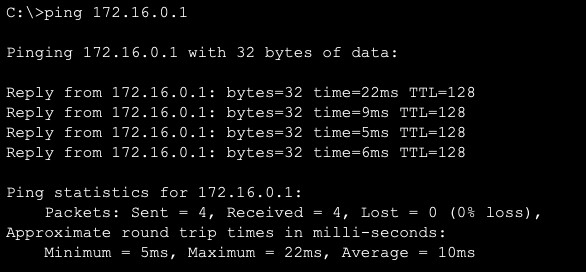 C:\>ping 172.16.0.1
Pinging 172.16.0.1 with 32 bytes of data:
Reply from 172.16.0.1: bytes=32 time=22ms TTL=128
Reply from 172.16.0.1: bytes=32 time=9ms TTL=128
Reply from 172.16.0.1: bytes=32 time=5ms TTL=128
Reply from 172.16.0.1: bytes=32 time=6ms TTL=128
Ping statistics for 172.16.0.1:
Packets: Sent = 4, Received = 4, Lost = 0 (0% loss),
Approximate round trip times in milli-seconds:
Minimum = 5ms, Maximum = 22ms, Average = 10ms